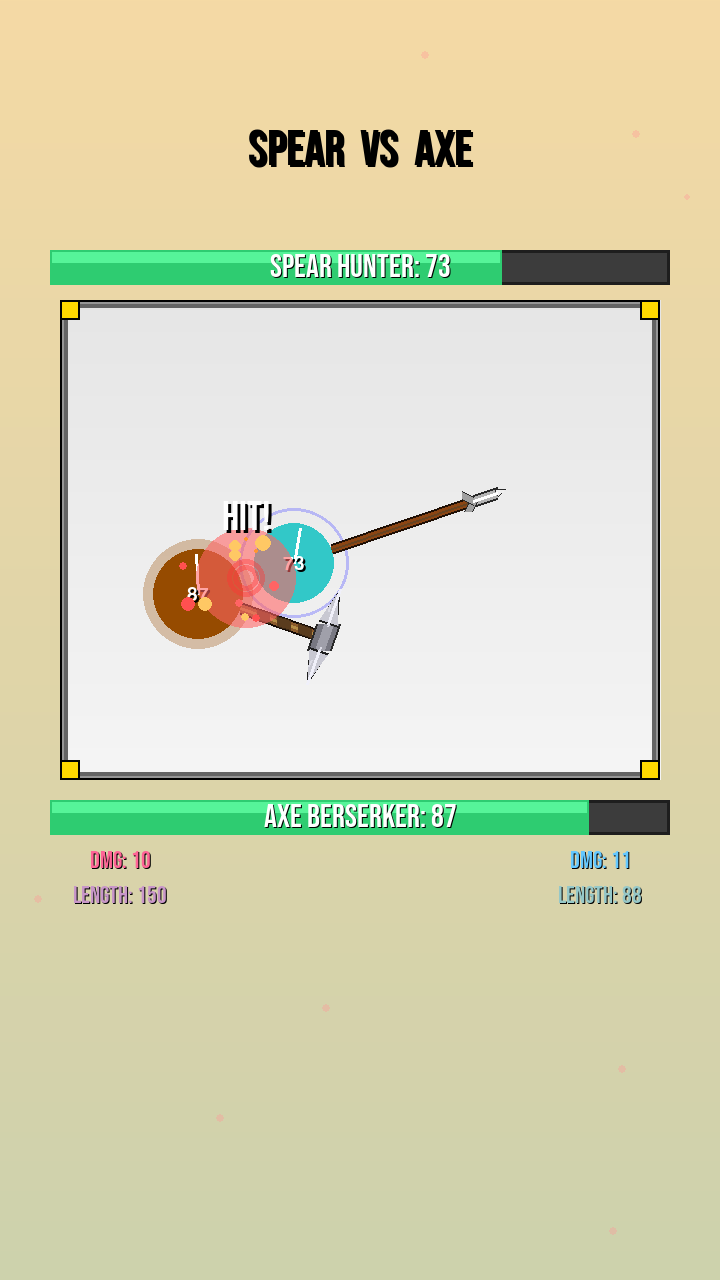 SPEAR VS AXE
SPEAR HUNTER: 73
HIT!
73
87
AXE BERSERKER: 87
DMG: 10
DMG: 11
LENGTH: 150
LENGTH: 88